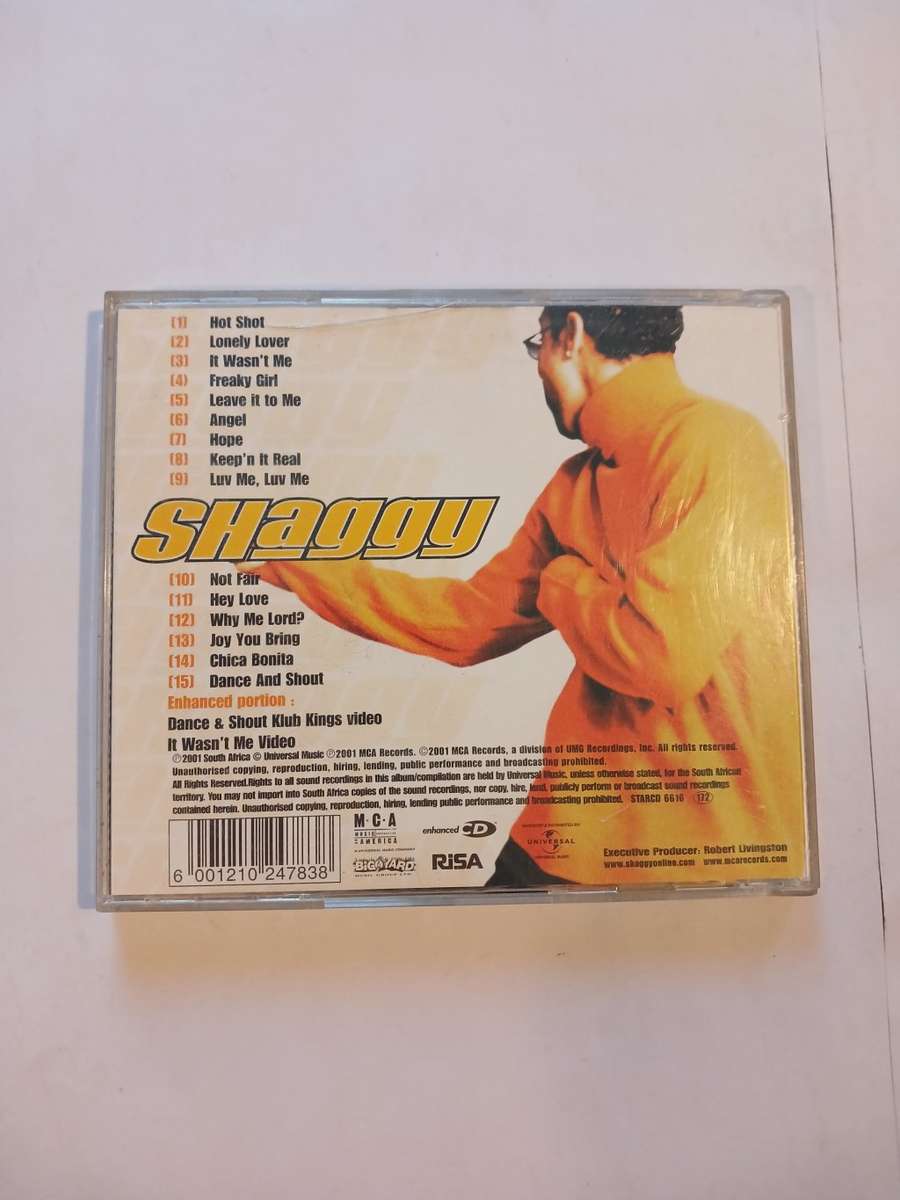 (1) Hot Shot
(2) Lonely Lover
(3) It Wasn't Me
(4) Freaky Girl
(5) Leave it to Me
(6) Angel
(7) Hope
(8) Keep'n it Real
(9) Luv Me, Luv Me
SHaggy
(10) Not Fair
(11) Hey Love
(12) Why Me Lord?
(13) Joy You Bring
(14) Chica Bonita
(15) Dance And Shout
Enhanced portion :
Dance & Shout Klub Kings video
It Wasn't Me Video
℗2001 South Africa © Universal Music ℗2001 MCA Records. ©2001 MCA Records, a division of UMG Recordings, Inc. All rights reserved.
Unauthorised copying, reproduction, hiring, lending, public performance and broadcasting prohibited.
All Rights Reserved.Rights to all sound recordings in this album/compilation are held by Universal Music, unless otherwise stated, for the South African
territory. You may not import into South Africa copies of the sound recordings, nor copy, hire, lend, publicly perform or broadcast sound recordings
contained herein. Unauthorised copying, reproduction, hiring, lending public performance and broadcasting prohibited. STARCD 6616 172
M·C·A
MUSIC
AMERICA
BIGYARD
enhanced CD
RiSA
UNIVERSAL
UNIVERSAL MUSIC
Executive Producer: Robert Livingston
www.shaggyonline.com www.mcarecords.com
6 001210 247838